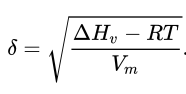 δ = √((ΔH_v − RT) / V_m).